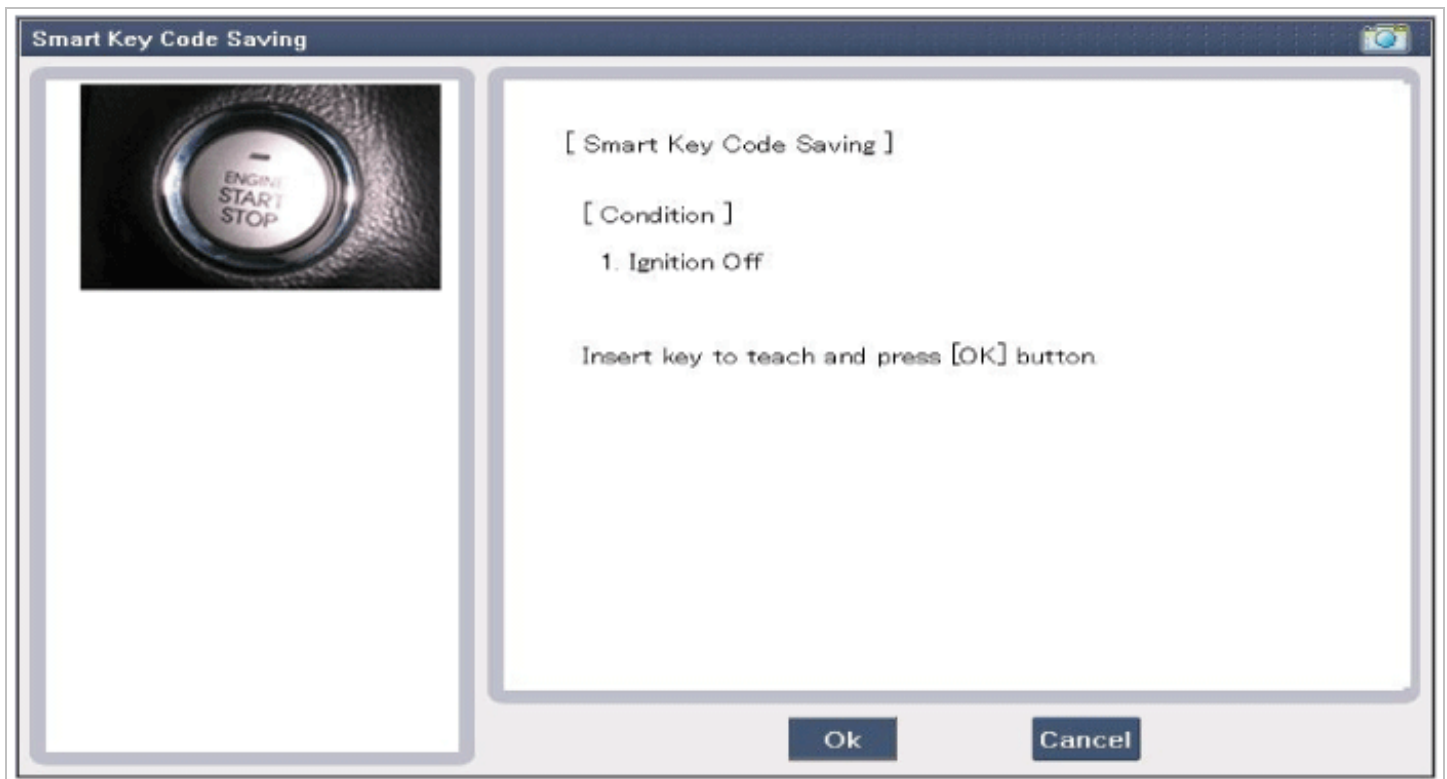 Smart Key Code Saving
ENGINE
START
STOP
[ Smart Key Code Saving ]
[ Condition ]
1. Ignition Off
Insert key to teach and press [OK] button.
Ok
Cancel